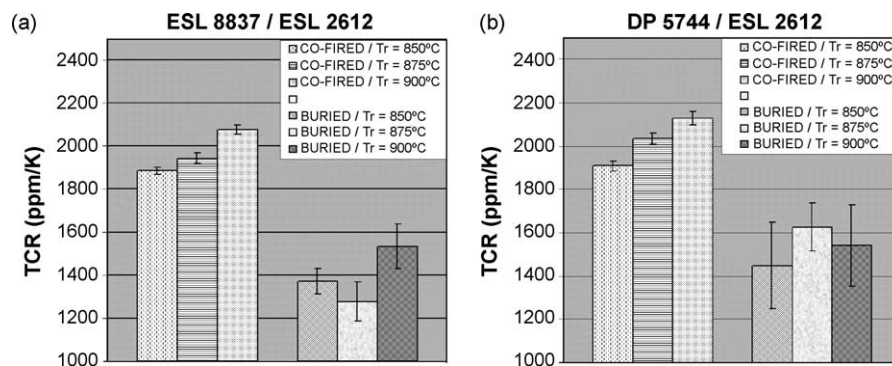 (a)
ESL 8837 / ESL 2612
TCR (ppm/K)
2400
2200
2000
1800
1600
1400
1200
1000
CO-FIRED / Tr = 850ºC
CO-FIRED / Tr = 875ºC
CO-FIRED / Tr = 900ºC
BURIED / Tr = 850ºC
BURIED / Tr = 875ºC
BURIED / Tr = 900ºC
(b)
DP 5744 / ESL 2612
TCR (ppm/K)
2400
2200
2000
1800
1600
1400
1200
1000
CO-FIRED / Tr = 850ºC
CO-FIRED / Tr = 875ºC
CO-FIRED / Tr = 900ºC
BURIED / Tr = 850ºC
BURIED / Tr = 875ºC
BURIED / Tr = 900ºC